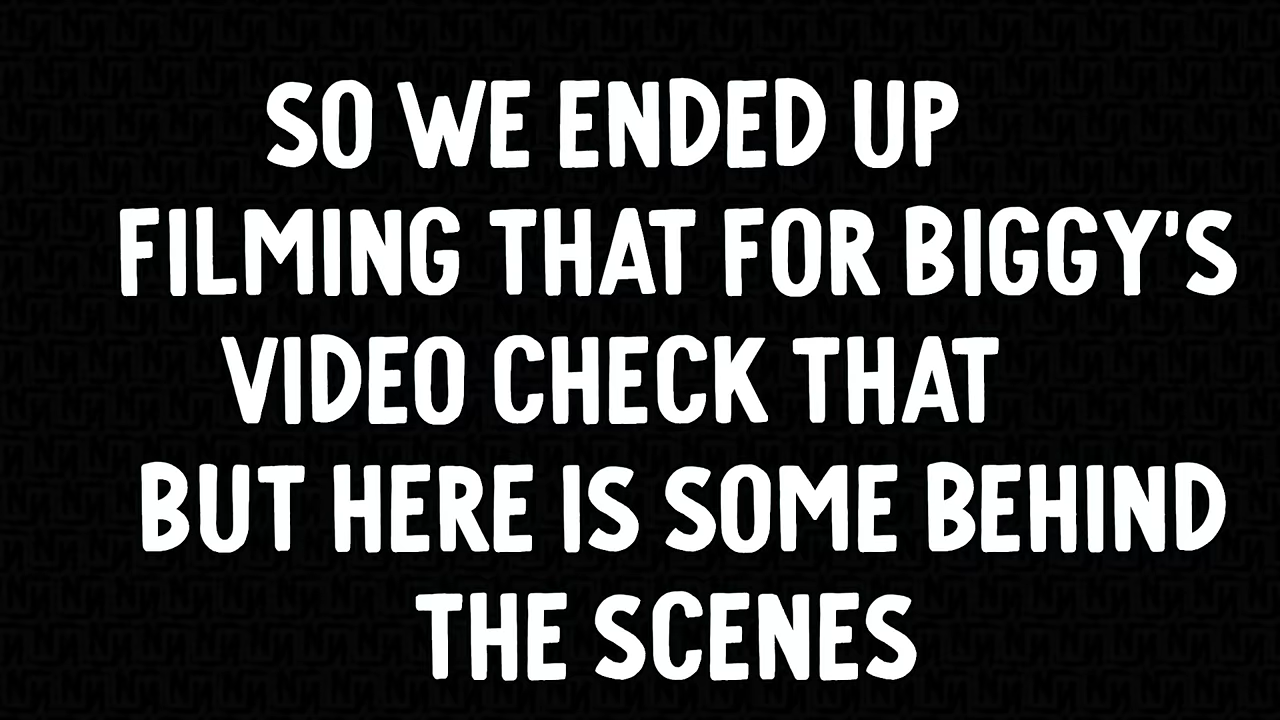 SO WE ENDED UP
FILMING THAT FOR BIGGY'S
VIDEO CHECK THAT
BUT HERE IS SOME BEHIND
THE SCENES